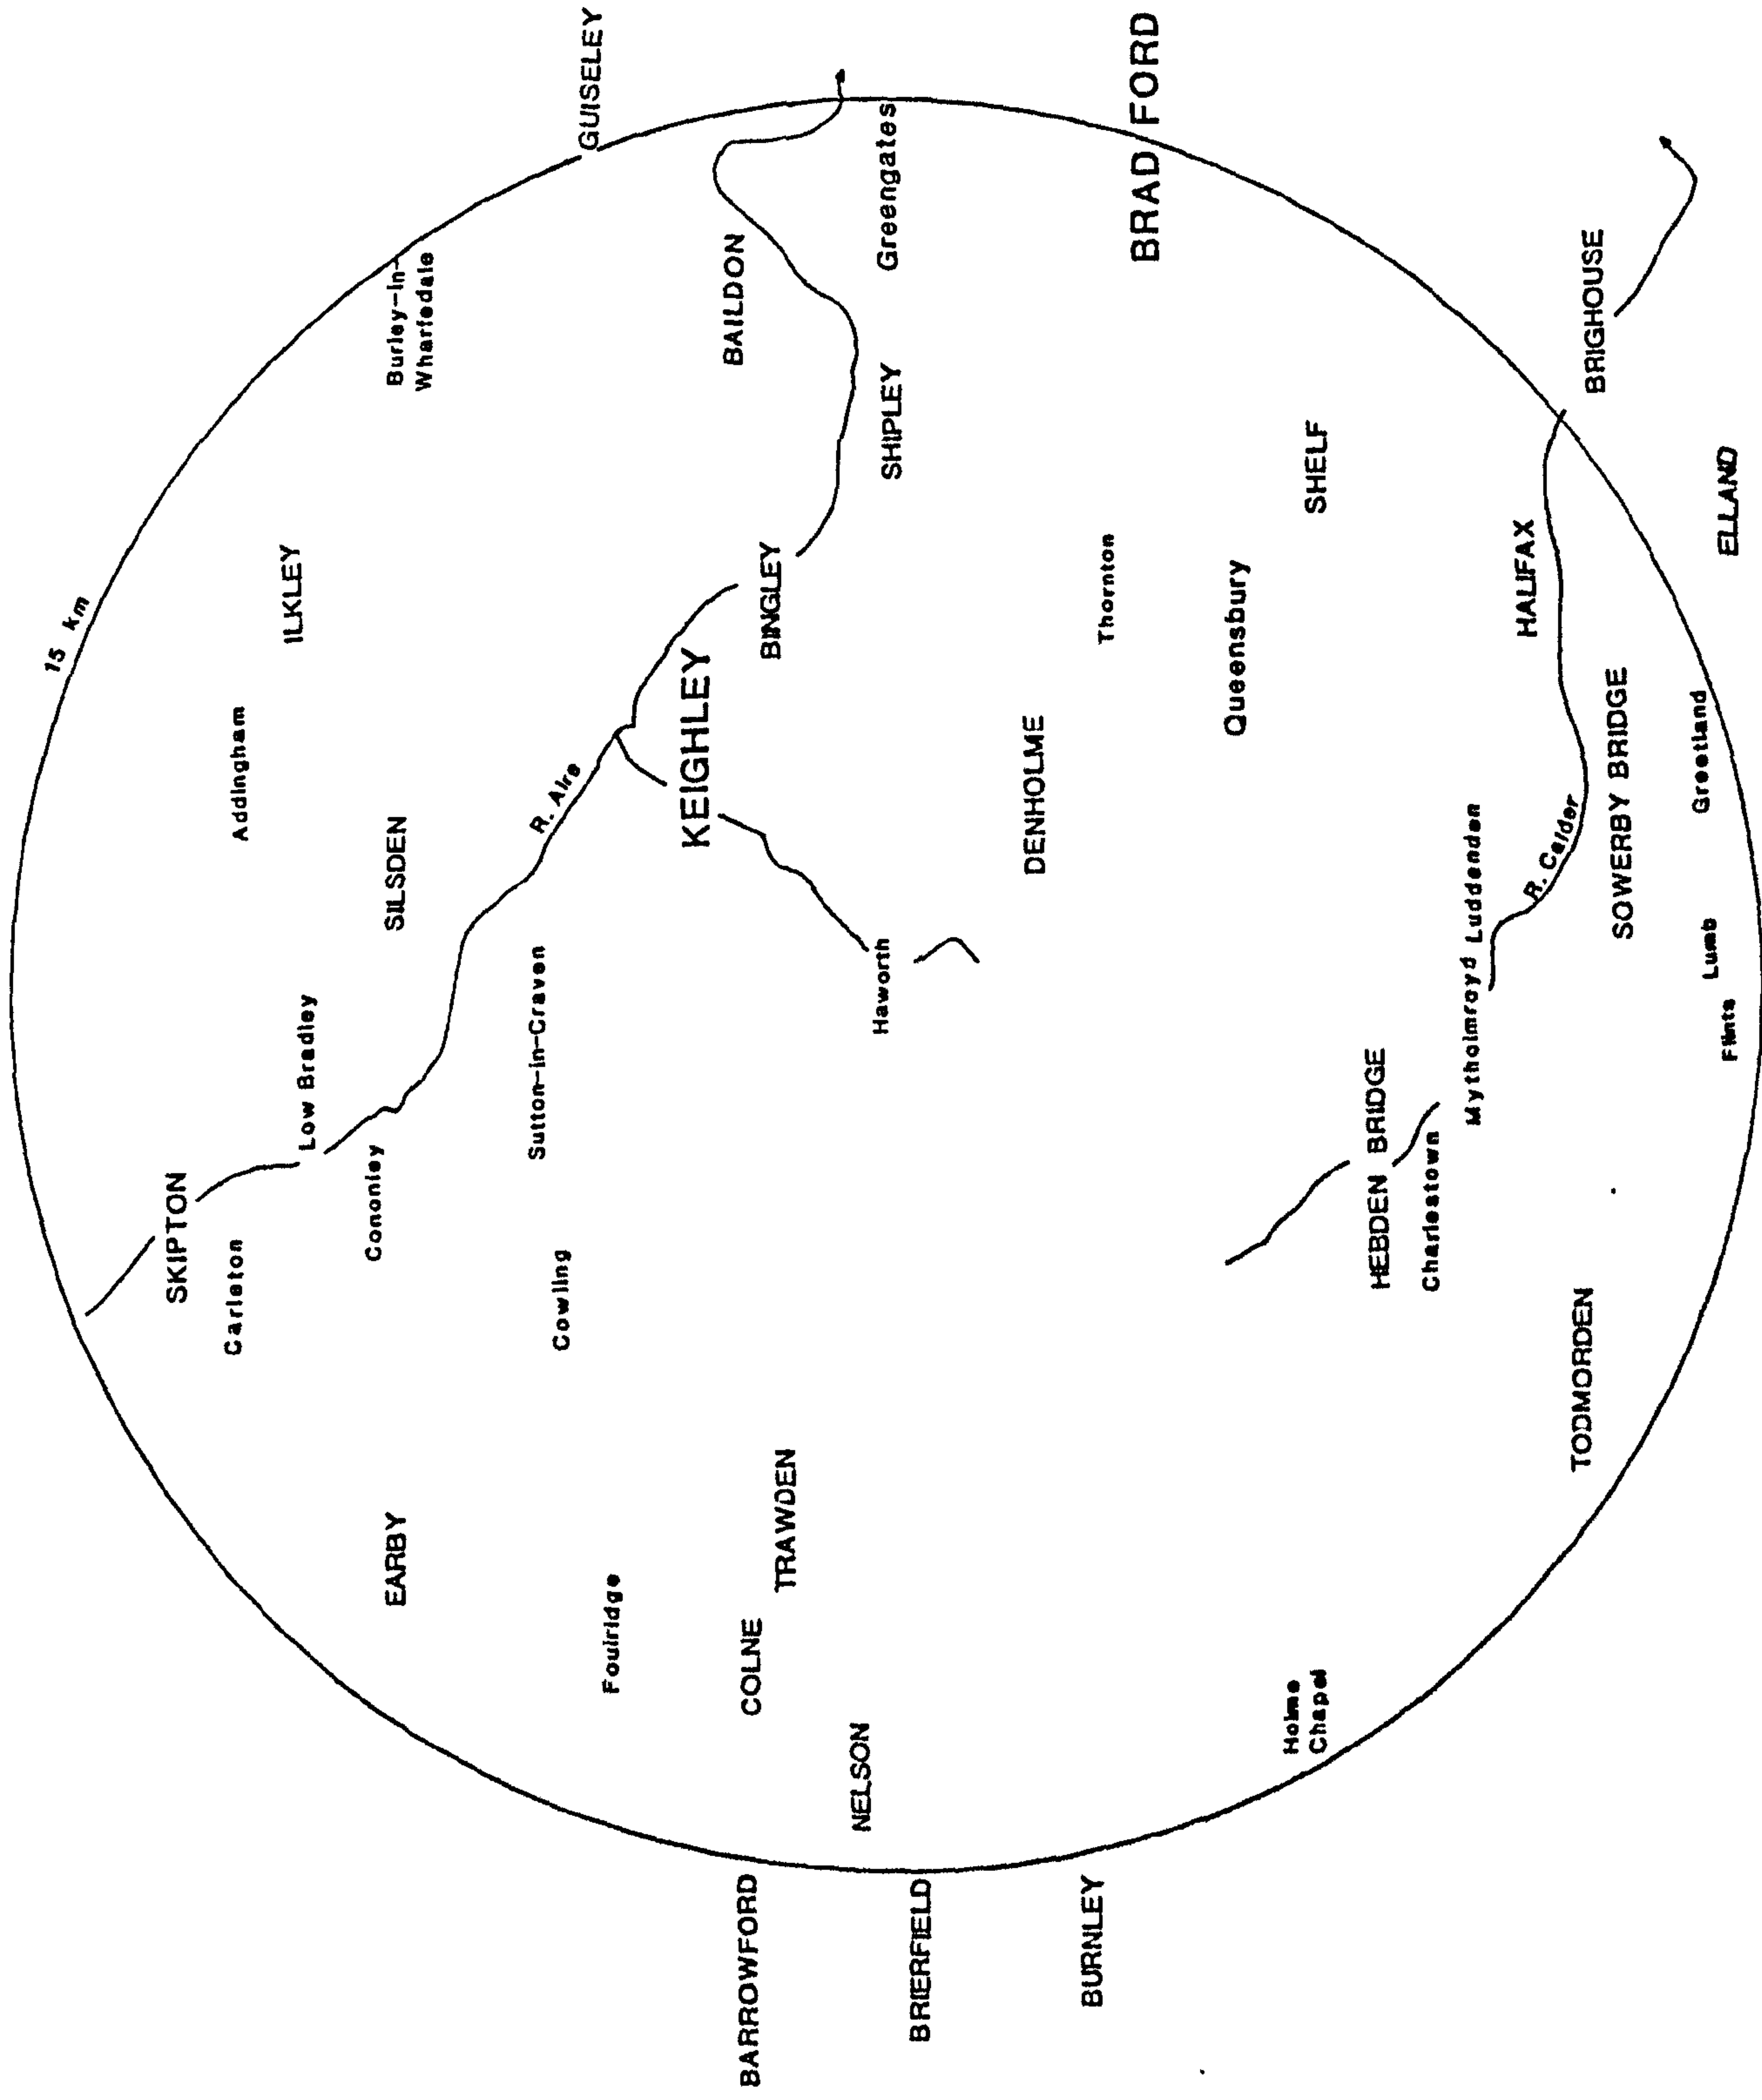 15 km
SKIPTON
Carleton
Low Bradley
Cononley
Addingham
ILKLEY
SILSDEN
Burley-in-
Wharfedale
GUISELEY
EARBY
Cowling
Sutton-in-Craven
R. Aire
Foulridge
KEIGHLEY
BINGLEY
BAILDON
BARROWFORD
COLNE
TRAWDEN
NELSON
Haworth
SHIPLEY
Greengates
BRIERFIELD
DENHOLME
BURNLEY
Thornton
BRADFORD
Queensbury
Holme
Chapel
SHELF
HEBDEN BRIDGE
Charlestown
Mytholmroyd
Luddenden
HALIFAX
R. Calder
TODMORDEN
SOWERBY BRIDGE
BRIGHOUSE
Flints
Lumb
Greetland
ELLAND